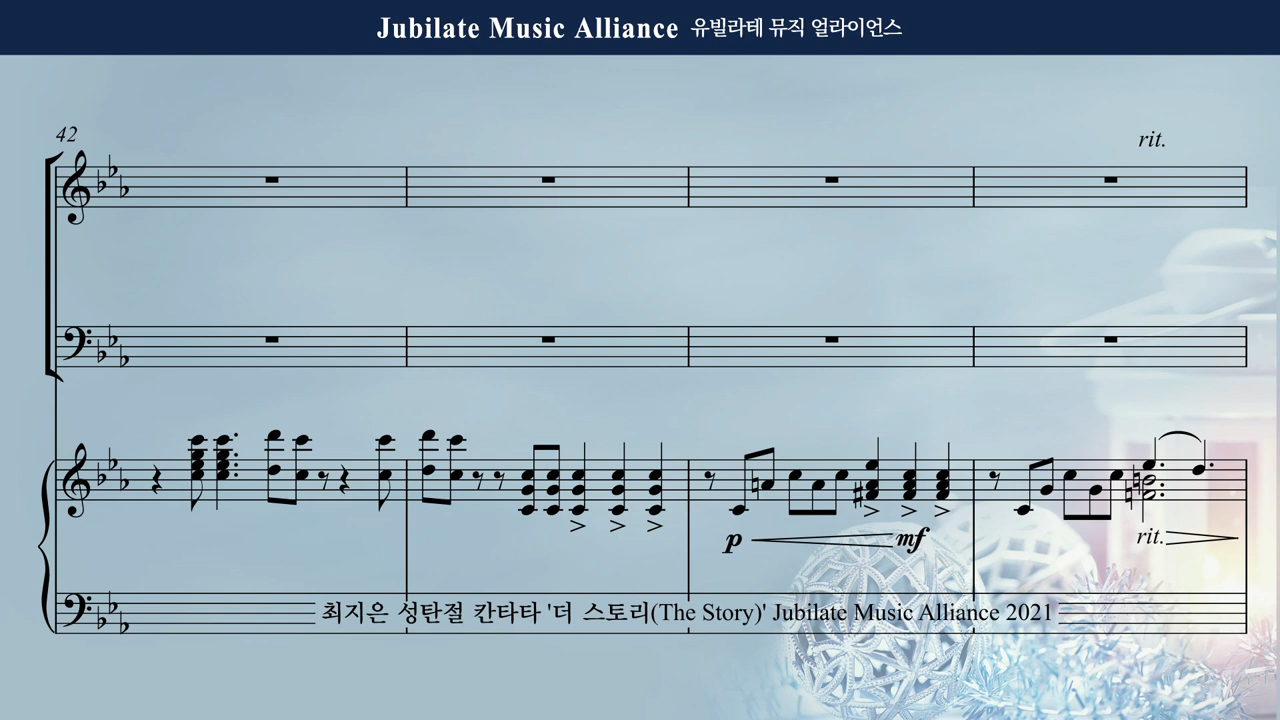 Jubilate Music Alliance 유빌라테 뮤직 얼라이언스
42
rit.
p mf rit.
최지은 성탄절 칸타타 '더 스토리(The Story)' Jubilate Music Alliance 2021